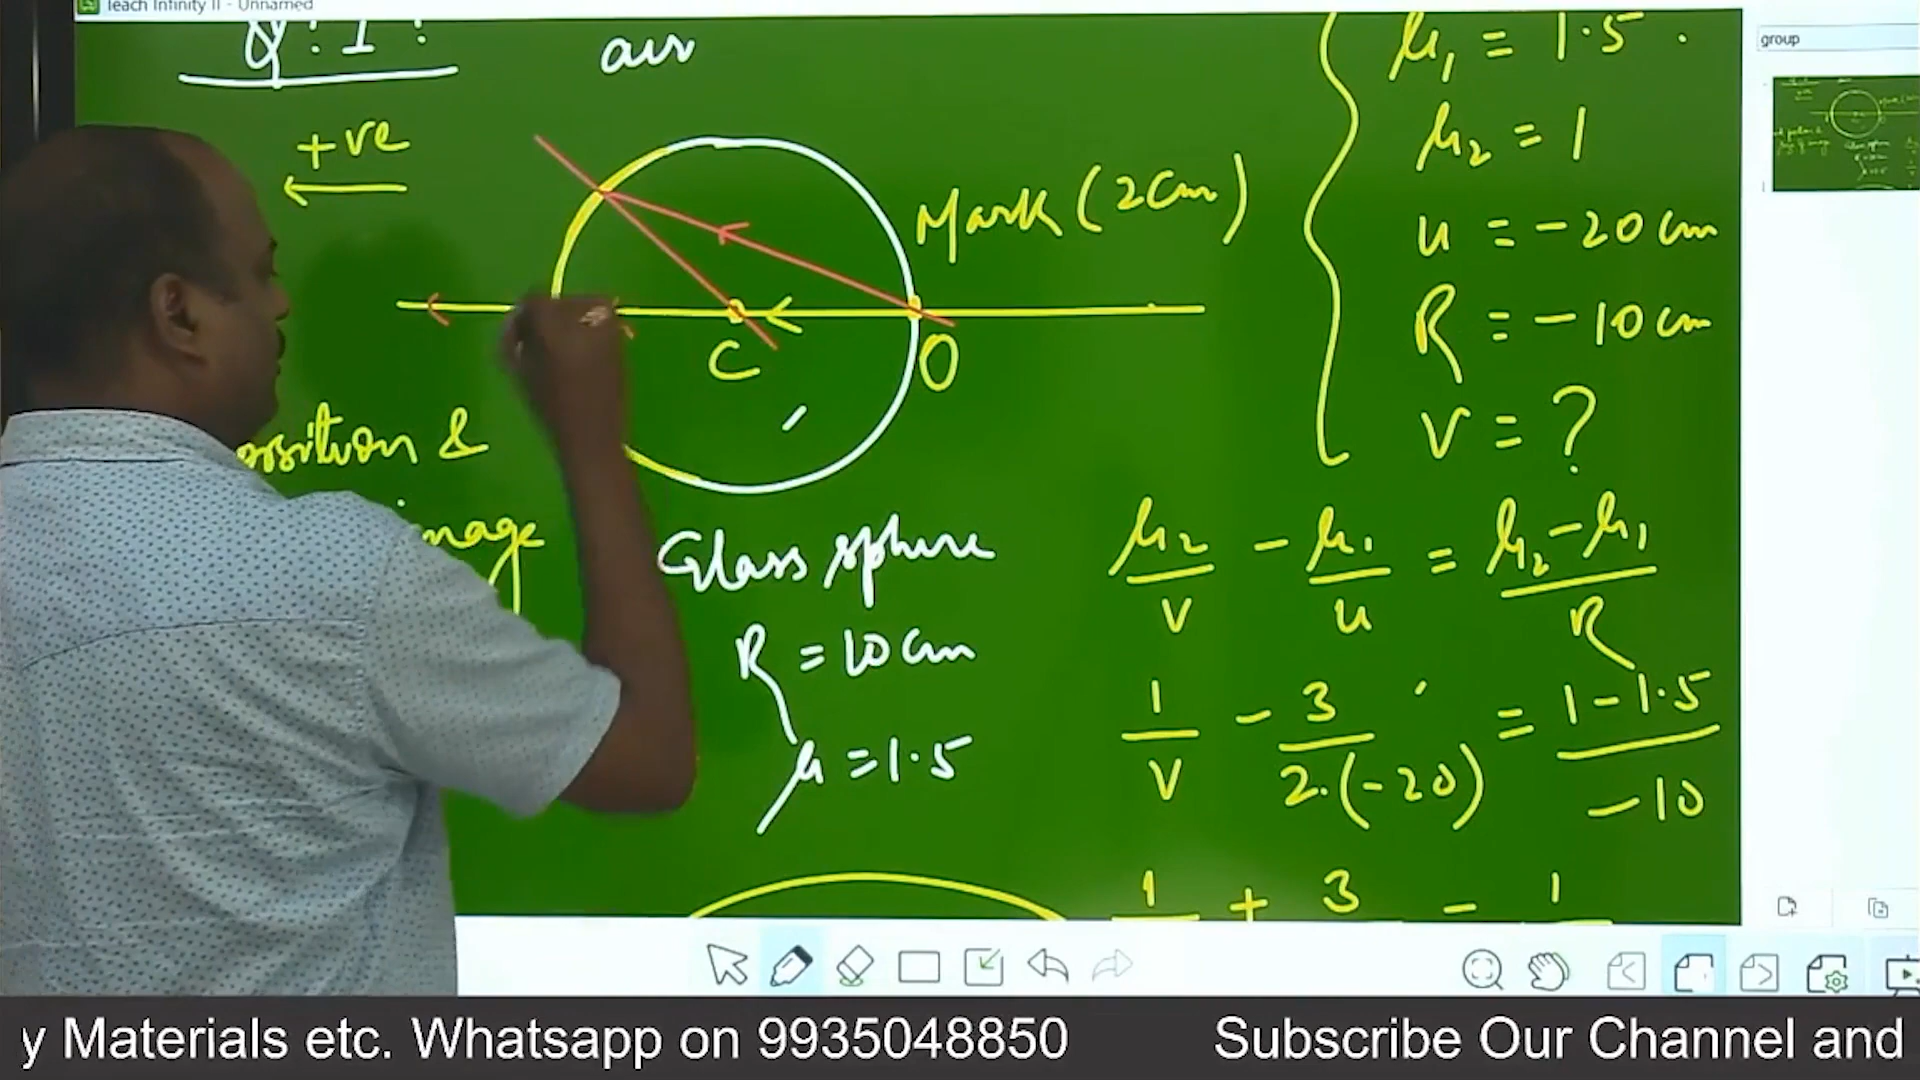 Teach Infinity II - Unnamed
Q. 1 :
air
+ve
Mark (2cm)
C
O
position &
image
Glass sphere
R = 10 cm
μ = 1.5
μ₁ = 1.5
μ₂ = 1
u = -20 cm
R = -10 cm
v = ?
μ₂/v - μ₁/u = μ₂-μ₁/R
1/v - 3/2.(-20) = 1-1.5/-10
1 + 3 - 1
group
y Materials etc. Whatsapp on 9935048850
Subscribe Our Channel and